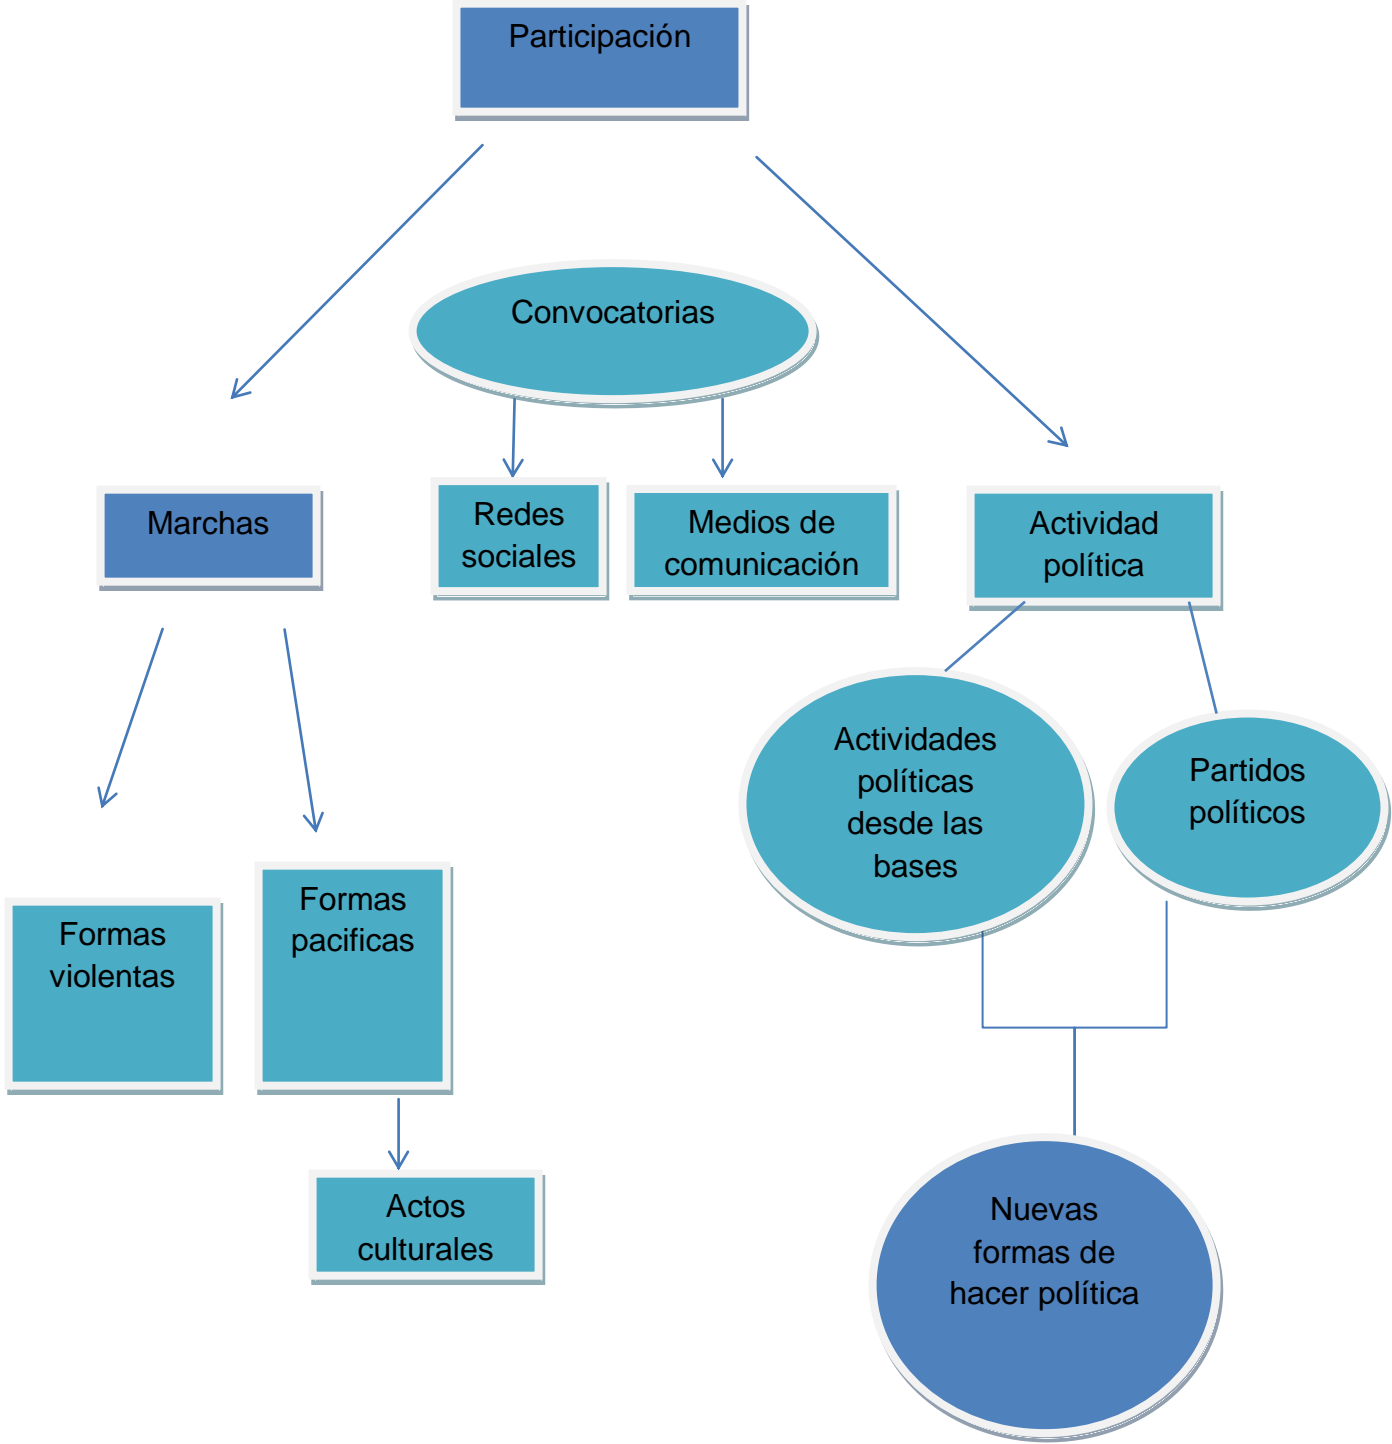 Participación
Convocatorias
Marchas
Redes
sociales
Medios de
comunicación
Actividad
política
Actividades
políticas
desde las
bases
Partidos
políticos
Formas
violentas
Formas
pacificas
Actos
culturales
Nuevas
formas de
hacer política